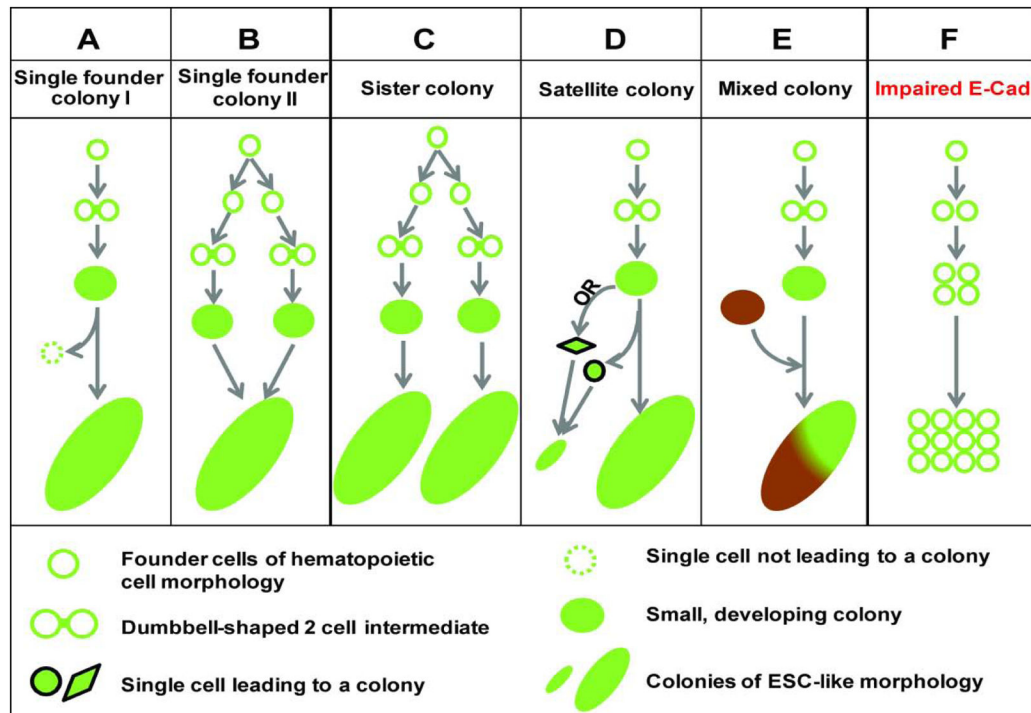 A B C D E F
Single founder colony I
Single founder colony II
Sister colony
Satellite colony
Mixed colony
Impaired E-Cad
OR
Founder cells of hematopoietic
cell morphology
Dumbbell-shaped 2 cell intermediate
Single cell leading to a colony
Single cell not leading to a colony
Small, developing colony
Colonies of ESC-like morphology